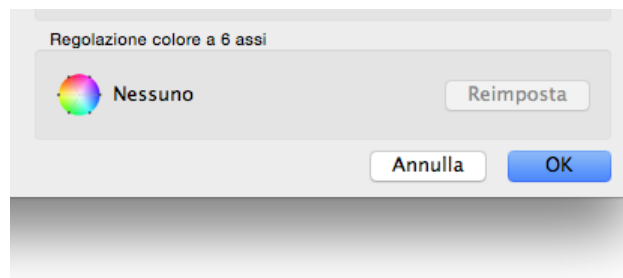 Regolazione colore a 6 assi
Nessuno
Reimposta
Annulla
OK